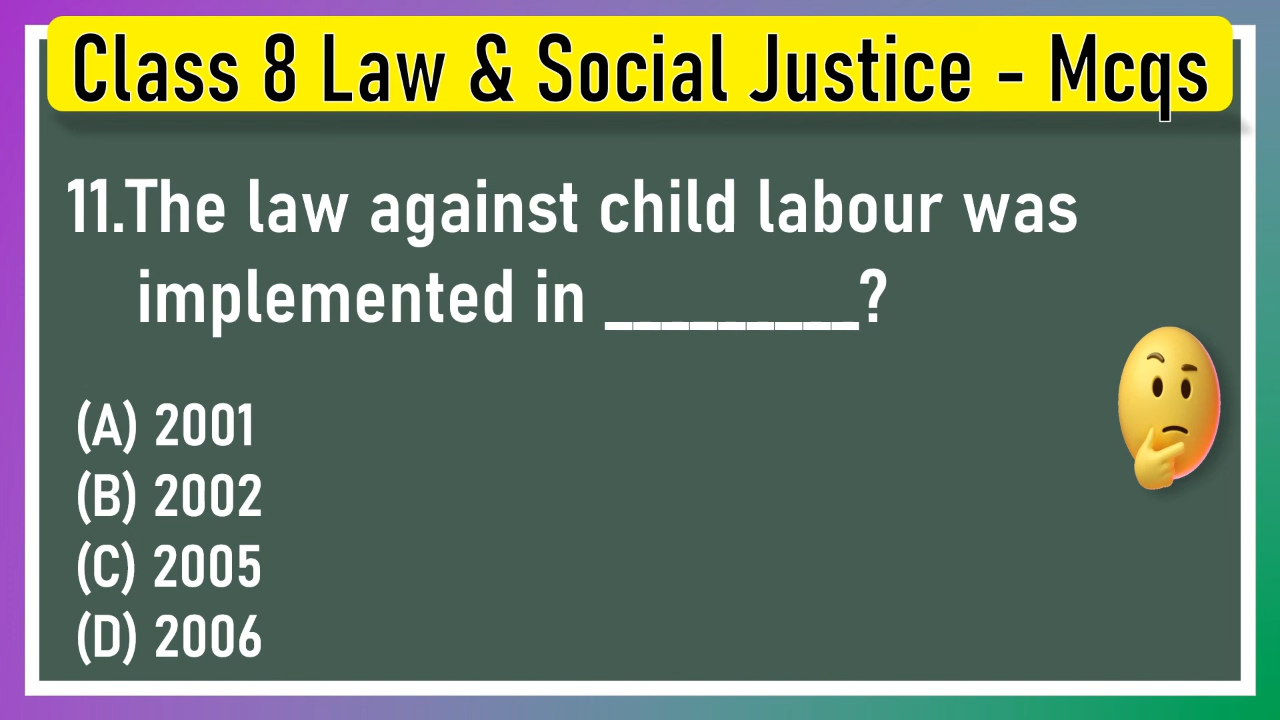 Class 8 Law & Social Justice - Mcqs
11.The law against child labour was
implemented in _________?
(A) 2001
(B) 2002
(C) 2005
(D) 2006